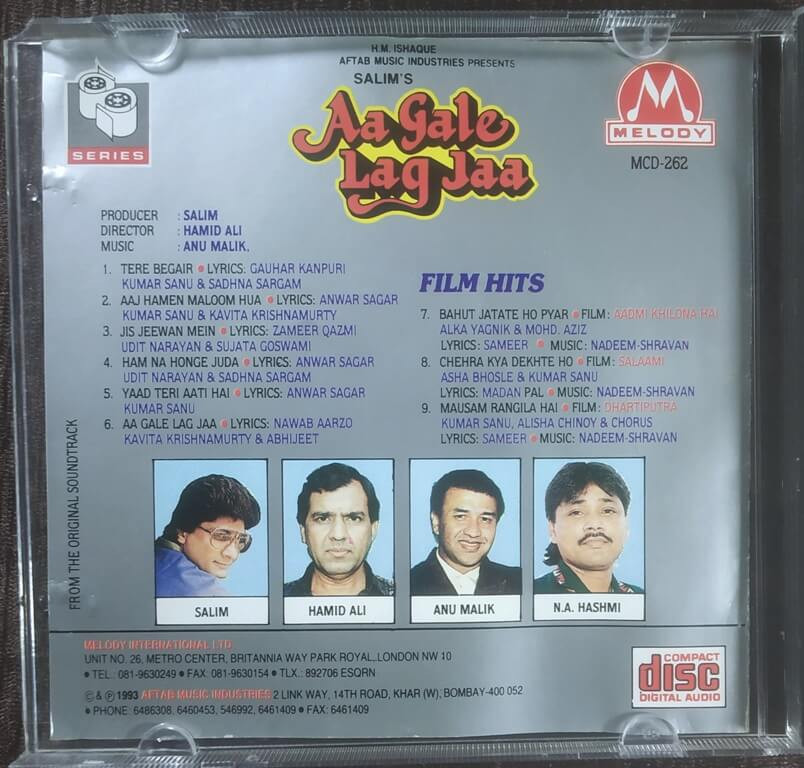 H.M. ISHAQUE
AFTAB MUSIC INDUSTRIES PRESENTS
SALIM'S
Aa Gale
Lag Jaa
SERIES
MELODY
MCD-262
PRODUCER : SALIM
DIRECTOR : HAMID ALI
MUSIC : ANU MALIK.
1. TERE BEGAIR • LYRICS: GAUHAR KANPURI
KUMAR SANU & SADHNA SARGAM
2. AAJ HAMEN MALOOM HUA • LYRICS: ANWAR SAGAR
KUMAR SANU & KAVITA KRISHNAMURTY
3. JIS JEEWAN MEIN • LYRICS: ZAMEER QAZMI
UDIT NARAYAN & SUJATA GOSWAMI
4. HAM NA HONGE JUDA • LYRICS: ANWAR SAGAR
UDIT NARAYAN & SADHNA SARGAM
5. YAAD TERI AATI HAI • LYRICS: ANWAR SAGAR
KUMAR SANU
6. AA GALE LAG JAA • LYRICS: NAWAB AARZO
KAVITA KRISHNAMURTY & ABHIJEET
FILM HITS
7. BAHUT JATATE HO PYAR • FILM: AADMI KHILONA HAI
ALKA YAGNIK & MOHD. AZIZ
LYRICS: SAMEER • MUSIC: NADEEM-SHRAVAN
8. CHEHRA KYA DEKHTE HO • FILM: SALAAMI
ASHA BHOSLE & KUMAR SANU
LYRICS: MADAN PAL • MUSIC: NADEEM-SHRAVAN
9. MAUSAM RANGILA HAI • FILM: DHARTIPUTRA
KUMAR SANU, ALISHA CHINOY & CHORUS
LYRICS: SAMEER • MUSIC: NADEEM-SHRAVAN
FROM THE ORIGINAL SOUNDTRACK
SALIM
HAMID ALI
ANU MALIK
N.A. HASHMI
MELODY INTERNATIONAL LTD
UNIT NO. 26, METRO CENTER, BRITANNIA WAY PARK ROYAL, LONDON NW 10
• TEL.: 081-9630249 • FAX: 081-9630154 • TLX.: 892706 ESQRN
© & ℗ 1993 AFTAB MUSIC INDUSTRIES 2 LINK WAY, 14TH ROAD, KHAR (W), BOMBAY-400 052
• PHONE: 6486308, 6460453, 546992, 6461409 • FAX: 6461409
COMPACT
disc
DIGITAL AUDIO